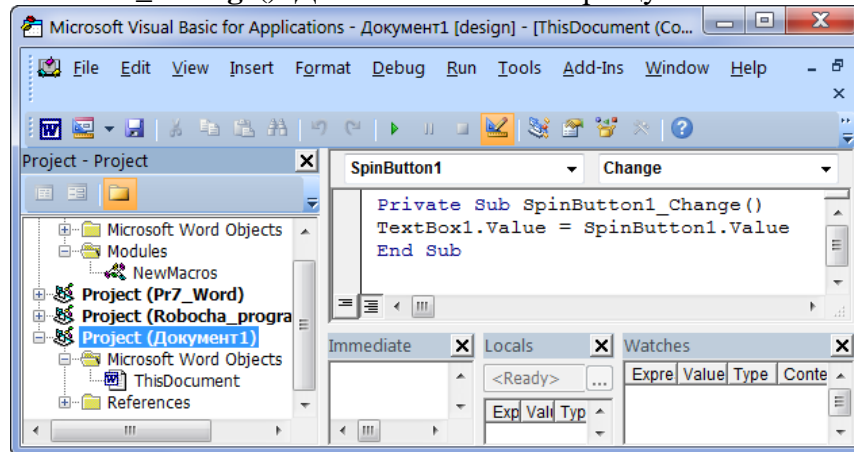 Microsoft Visual Basic for Applications - Документ1 [design] - [ThisDocument (Co...
File Edit View Insert Format Debug Run Tools Add-Ins Window Help
Project - Project
SpinButton1
Change
Microsoft Word Objects
Modules
NewMacros
Project (Pr7_Word)
Project (Robocha_progra
Project (Документ1)
Microsoft Word Objects
ThisDocument
References
Private Sub SpinButton1_Change()
TextBox1.Value = SpinButton1.Value
End Sub
Immediate
Locals
<Ready>
...
Exp Valu Typ
Watches
Expre Value Type Conte